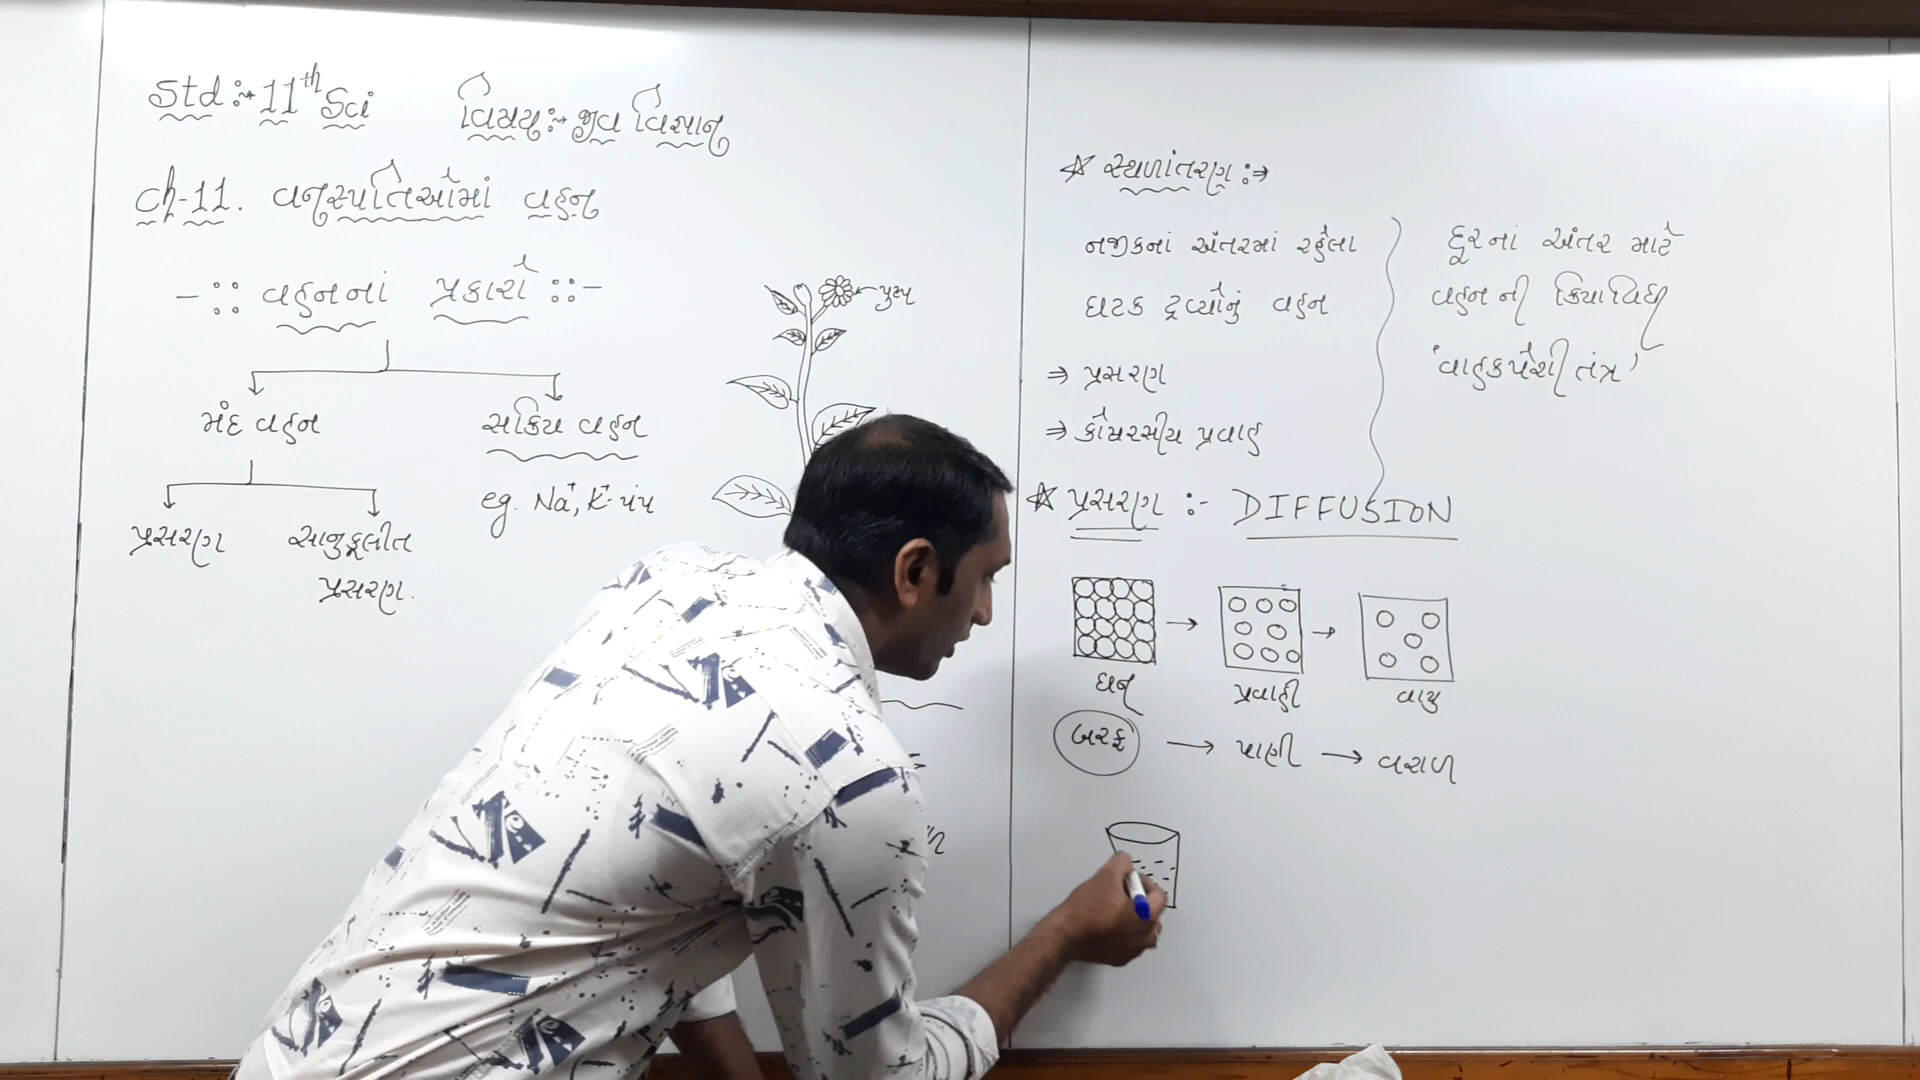 Std :→ 11th Sci
વિષય :→ જીવ વિજ્ઞાન
Ch-11. વનસ્પતિઓમાં વહન
-:: વહનનાં પ્રકારો ::-
મંદ વહન
સક્રિય વહન
eg. Na+, K+ પંપ
પ્રસરણ
સાનુકૂલીત
પ્રસરણ.
પુષ્પ
☆ સ્થળાંતરણ :⇒
નજીકનાં અંતરમાં રહેલા
ઘટક દ્રવ્યોનું વહન
⇒ પ્રસરણ
⇒ કોષરસીય પ્રવાહ
દૂરનાં અંતર માટે
વહન ની ક્રિયાવિધી
'વાહકપેશી તંત્ર'
☆ પ્રસરણ :- DIFFUSION
ઘન → પ્રવાહી → વાયુ
બરફ → પાણી → વરાળ